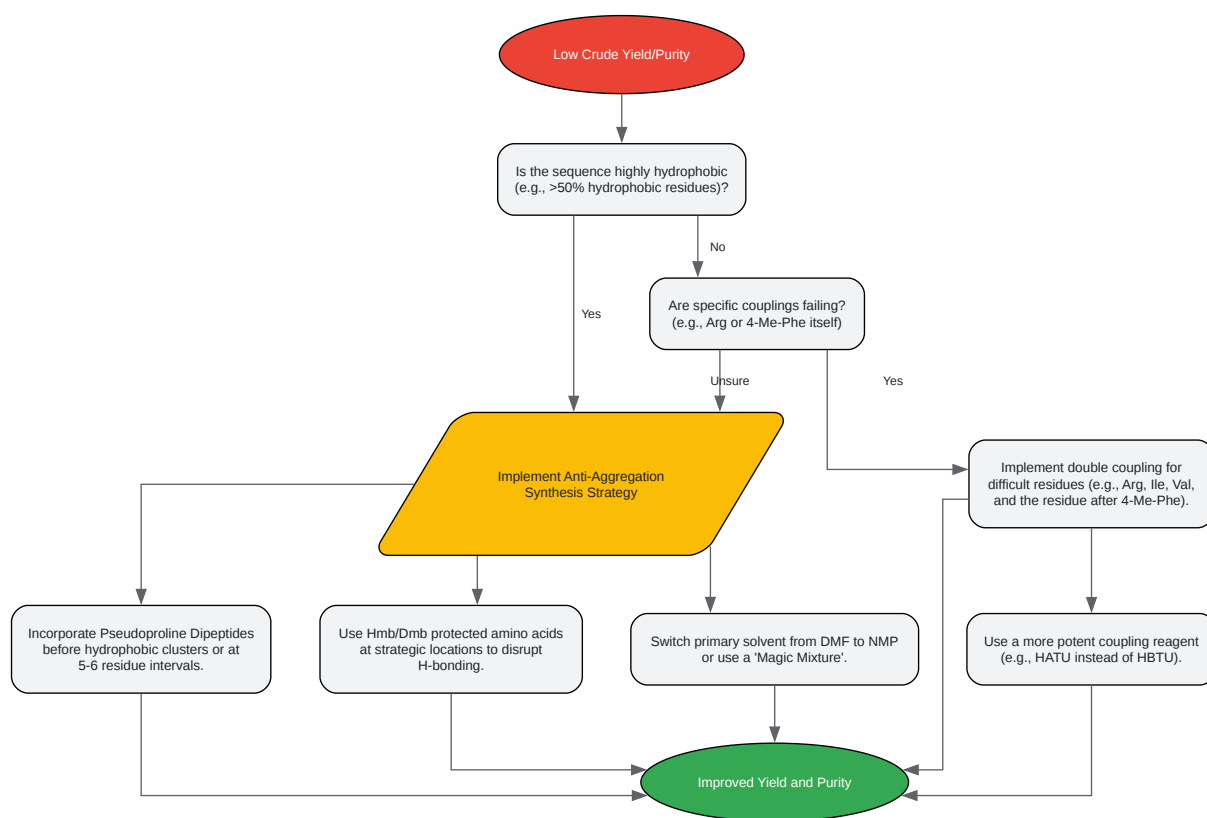 Low Crude Yield/Purity
Is the sequence highly hydrophobic
(e.g., >50% hydrophobic residues)?
No
Are specific couplings failing?
(e.g., Arg or 4-Me-Phe itself)
Yes
Unsure
Yes
Implement Anti-Aggregation
Synthesis Strategy
Implement double coupling for
difficult residues (e.g., Arg, Ile, Val,
and the residue after 4-Me-Phe).
Incorporate Pseudoproline Dipeptides
before hydrophobic clusters or at
5-6 residue intervals.
Use Hmb/Dmb protected amino acids
at strategic locations to disrupt
H-bonding.
Switch primary solvent from DMF to NMP
or use a 'Magic Mixture'.
Use a more potent coupling reagent
(e.g., HATU instead of HBTU).
Improved Yield and Purity